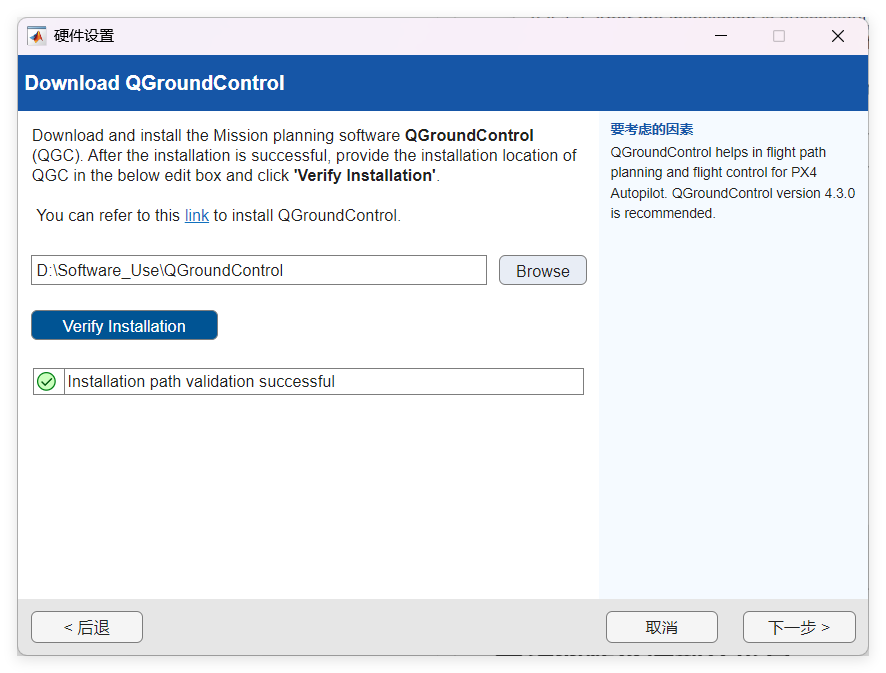 硬件设置
Download QGroundControl
Download and install the Mission planning software QGroundControl
(QGC). After the installation is successful, provide the installation location of
QGC in the below edit box and click 'Verify Installation'.
You can refer to this link to install QGroundControl.
D:\Software_Use\QGroundControl
Browse
Verify Installation
Installation path validation successful
要考虑的因素
QGroundControl helps in flight path
planning and flight control for PX4
Autopilot. QGroundControl version 4.3.0
is recommended.
< 后退
取消
下一步 >